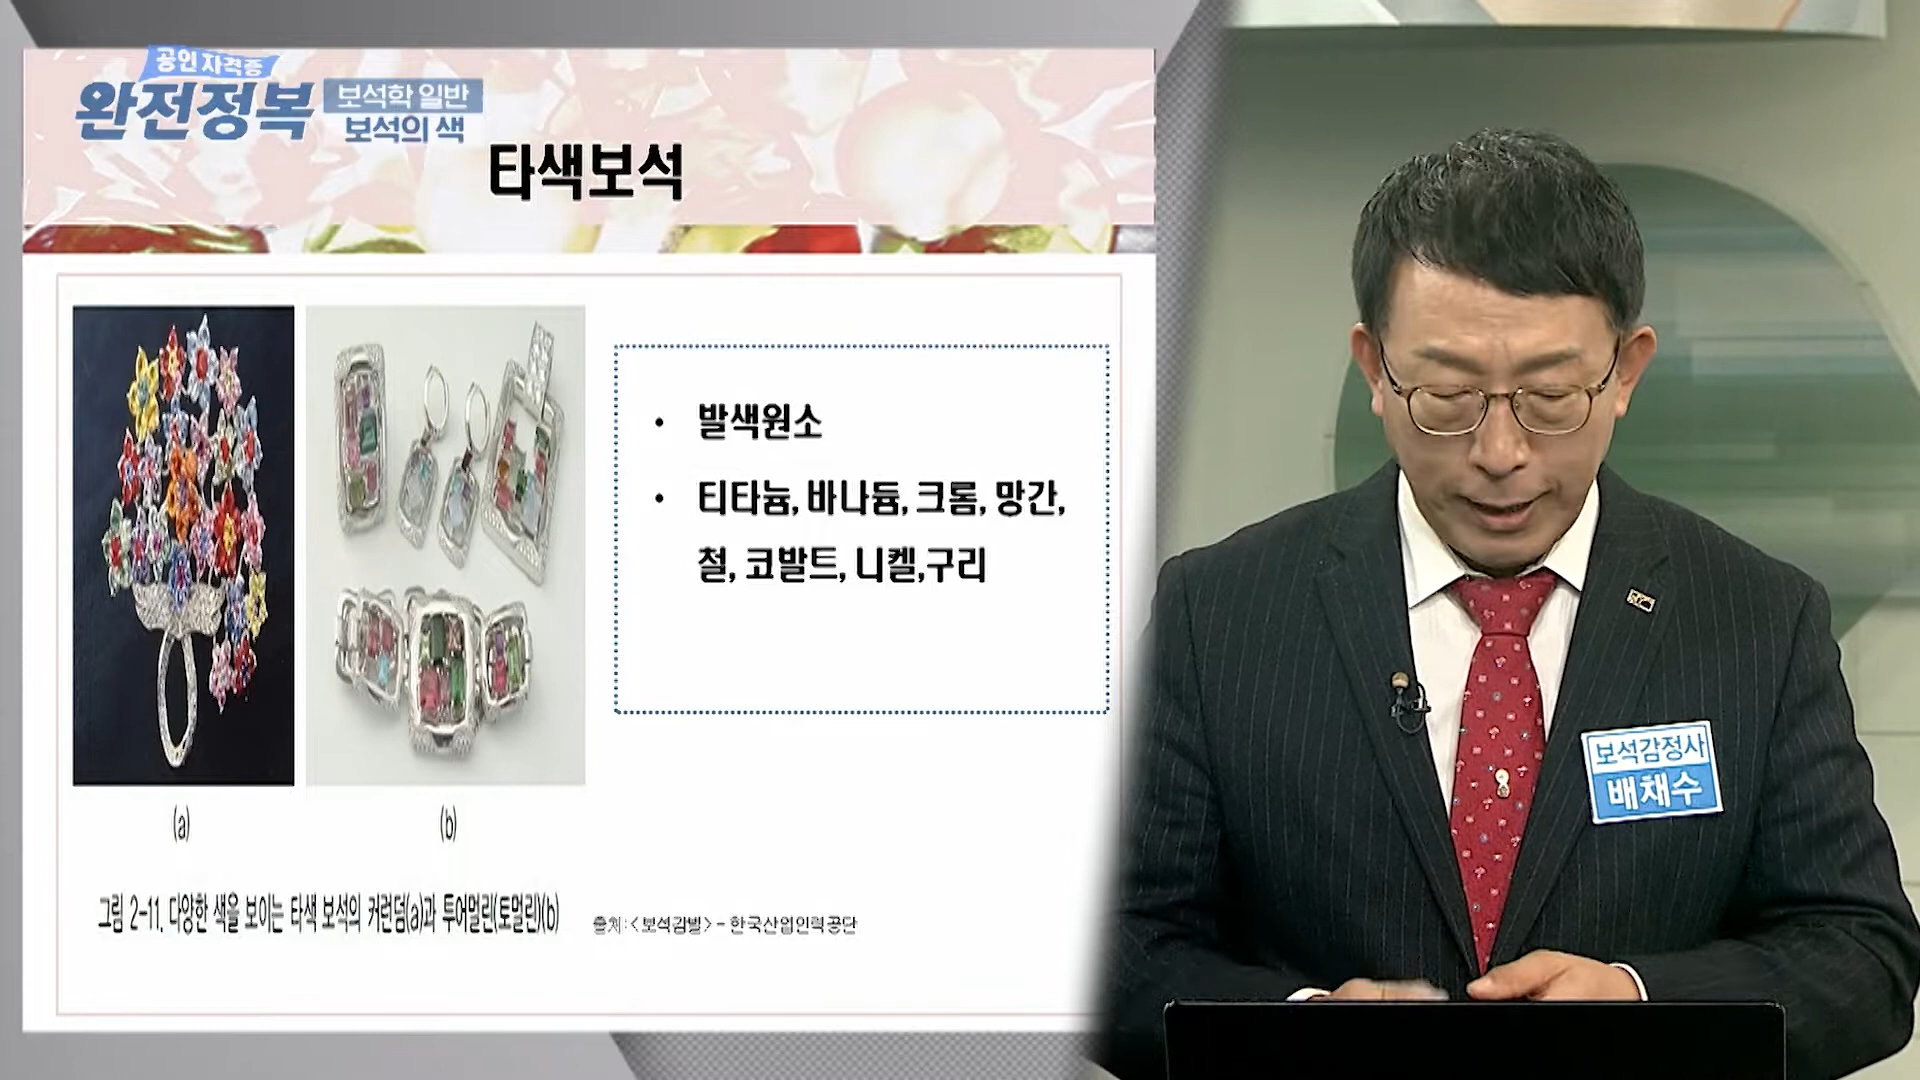 공인 자격증
완전정복
보석학 일반
보석의 색
타색보석
• 발색원소
• 티타늄, 바나듐, 크롬, 망간,
철, 코발트, 니켈,구리
(a)
(b)
그림 2-11. 다양한 색을 보이는 타색 보석의 커런덤(a)과 투어멀린(토멀린)(b)
출처:<보석감별> - 한국산업인력공단
보석감정사
배채수